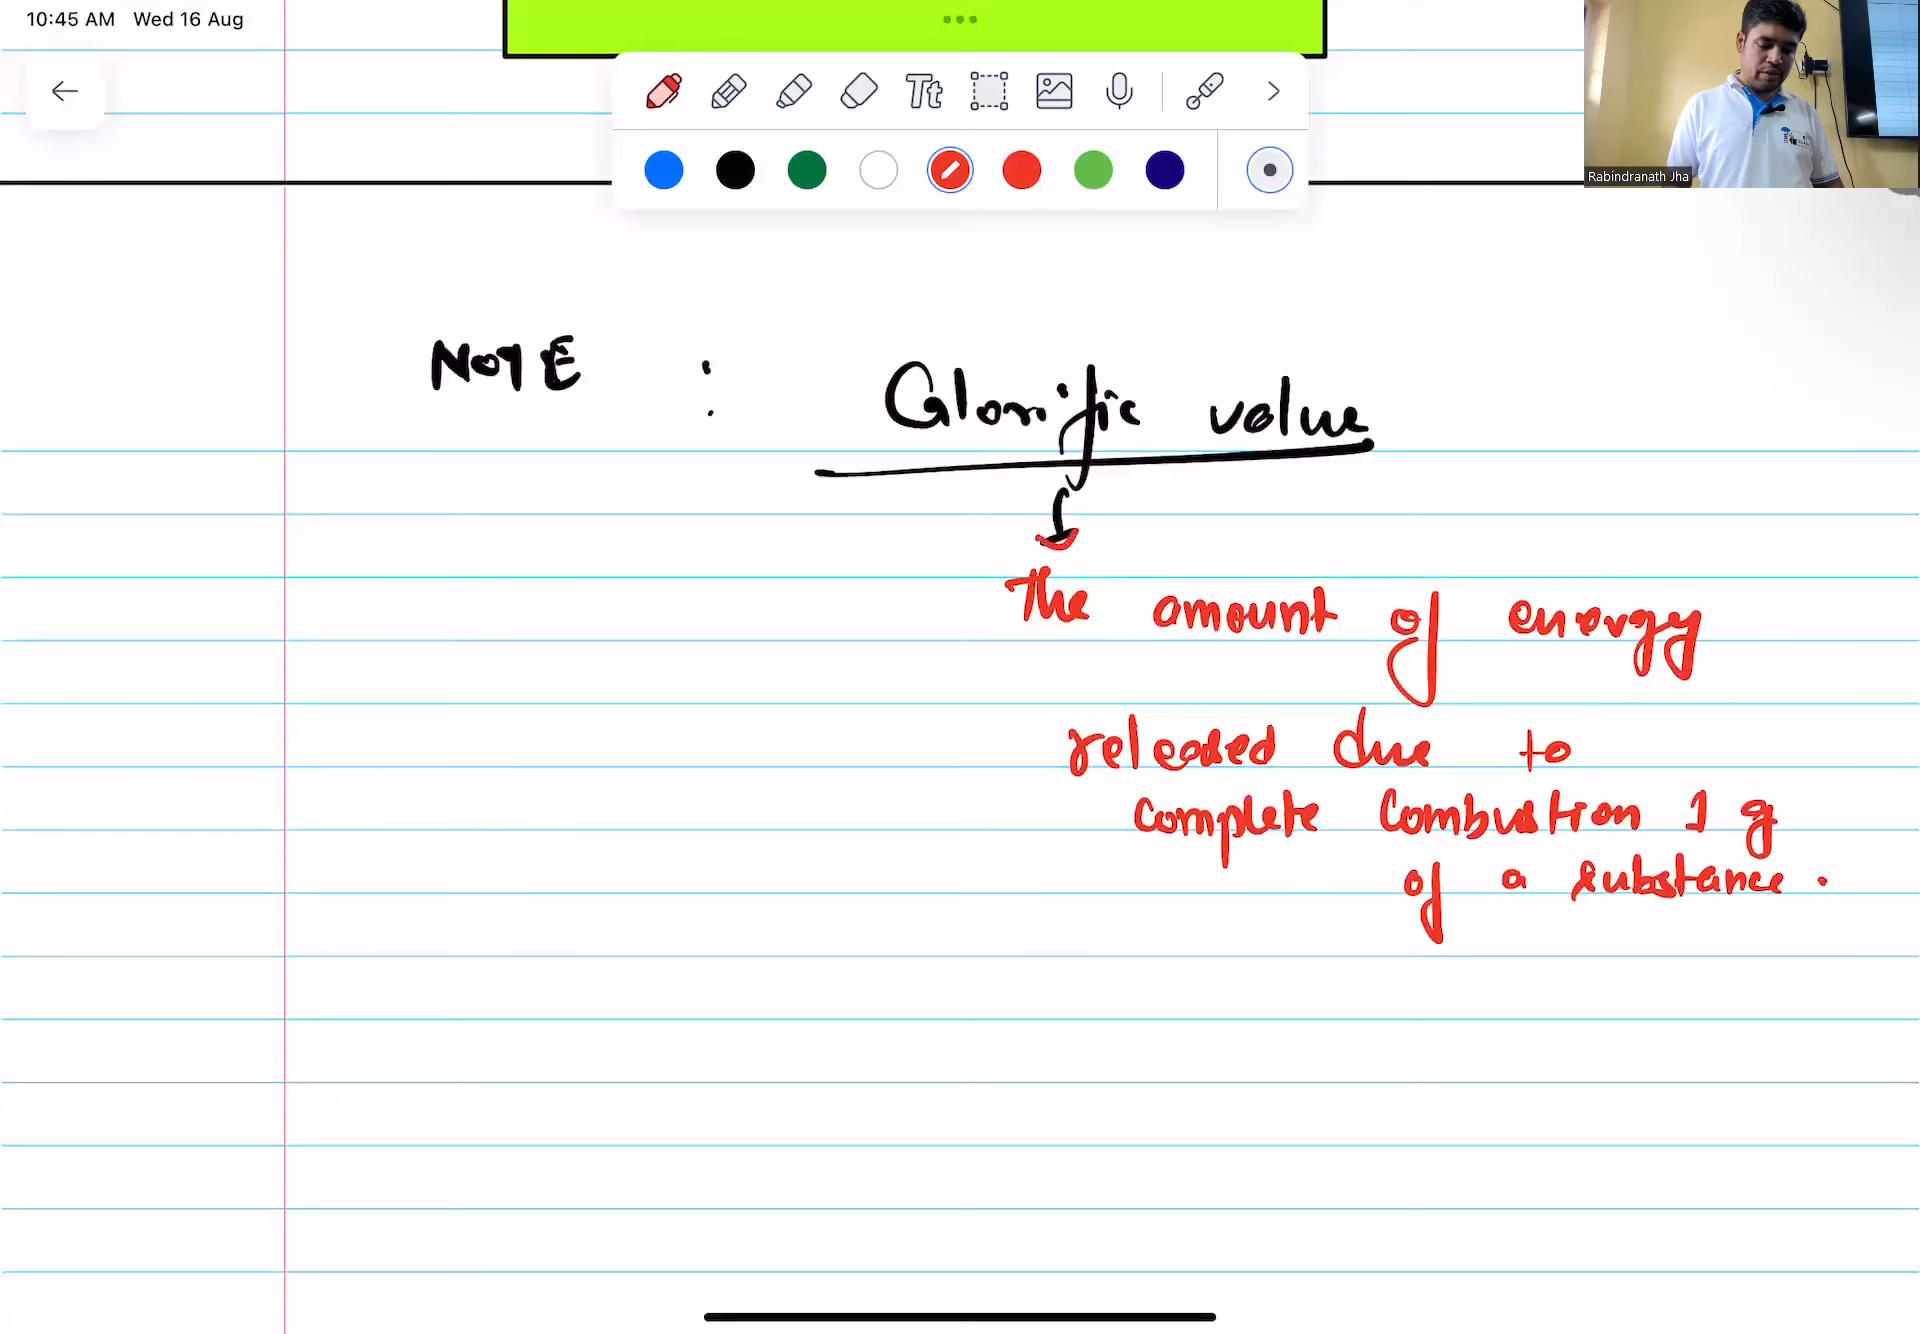 10:45 AM Wed 16 Aug
Tt
Rabindranath Jha
NOTE : Calorific value
The amount of energy
released due to
complete combustion 1 g
of a substance.